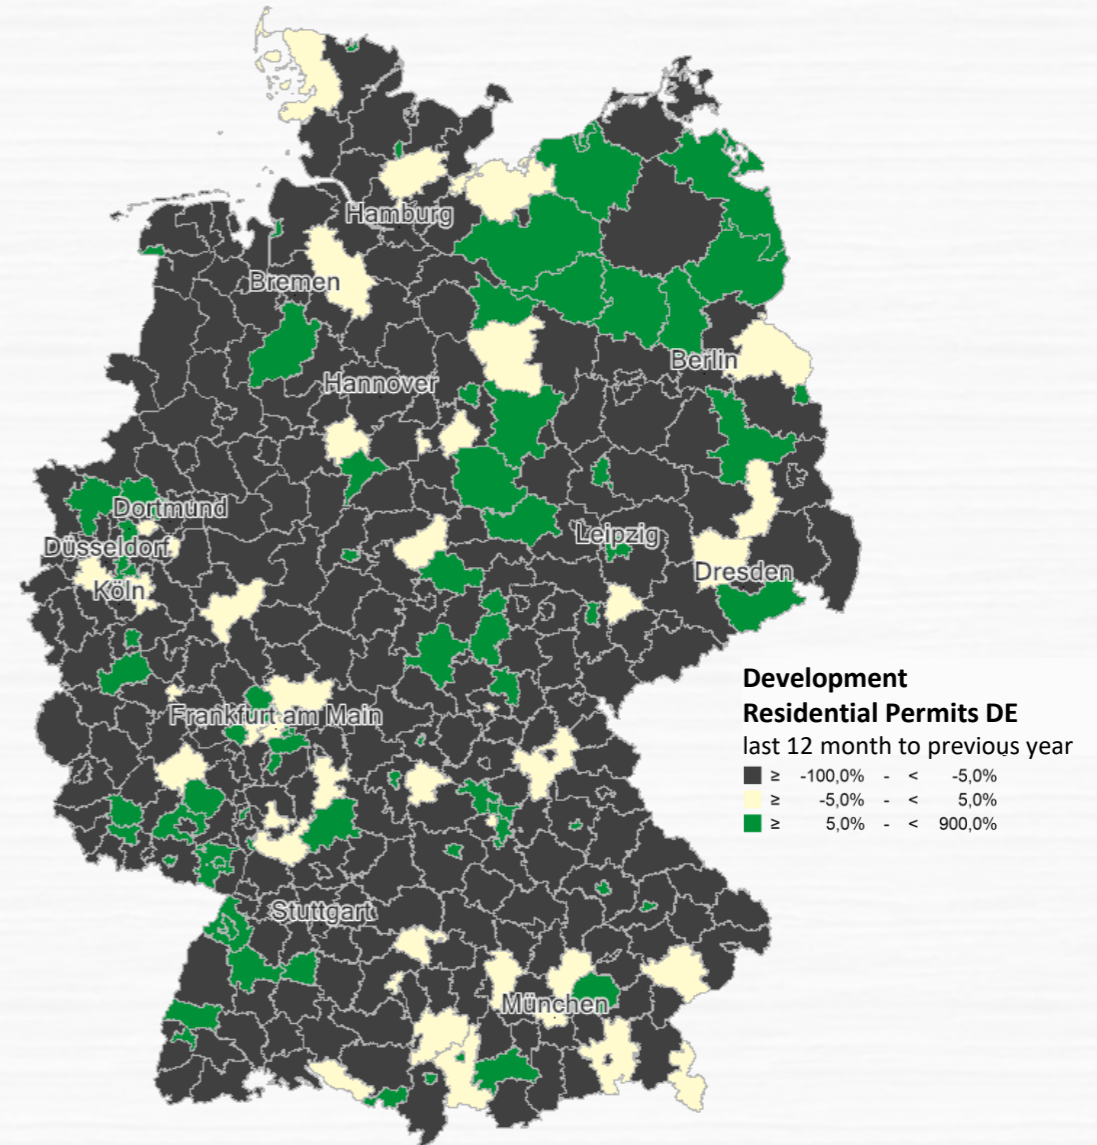 Hamburg
Bremen
Berlin
Hannover
Dortmund
Leipzig
Düsseldorf
Dresden
Köln
Development
Residential Permits DE
Frankfurt am Main
last 12 month to previous year
≥ -100,0% - < -5,0%
≥ -5,0% - < 5,0%
≥ 5,0% - < 900,0%
Stuttgart
München